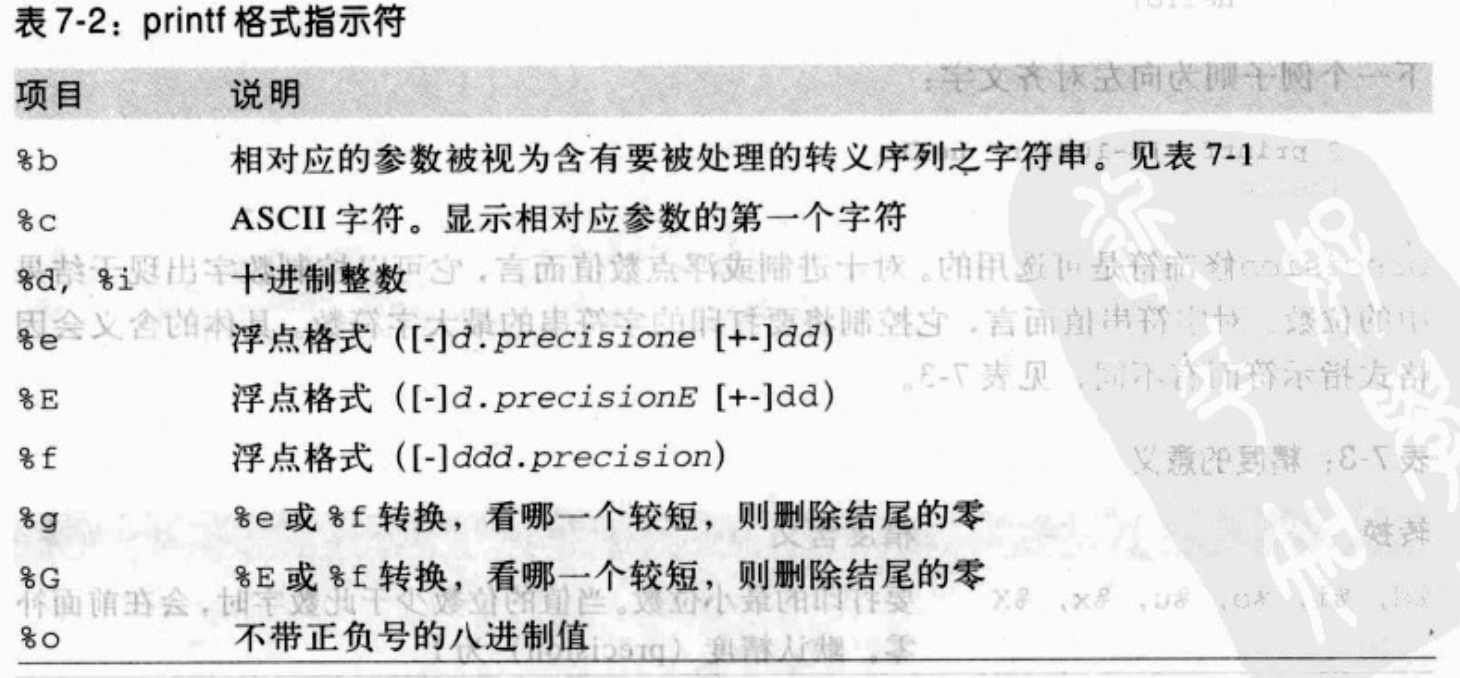 表 7-2：printf 格式指示符
项目 说明
%b 相对应的参数被视为含有要被处理的转义序列之字符串。见表 7-1
%c ASCII 字符。显示相对应参数的第一个字符
%d, %i 十进制整数
%e 浮点格式 ([-]d.precisione [+-]dd)
%E 浮点格式 ([-]d.precisionE [+-]dd)
%f 浮点格式 ([-]ddd.precision)
%g %e 或 %f 转换，看哪一个较短，则删除结尾的零
%G %E 或 %f 转换，看哪一个较短，则删除结尾的零
%o 不带正负号的八进制值